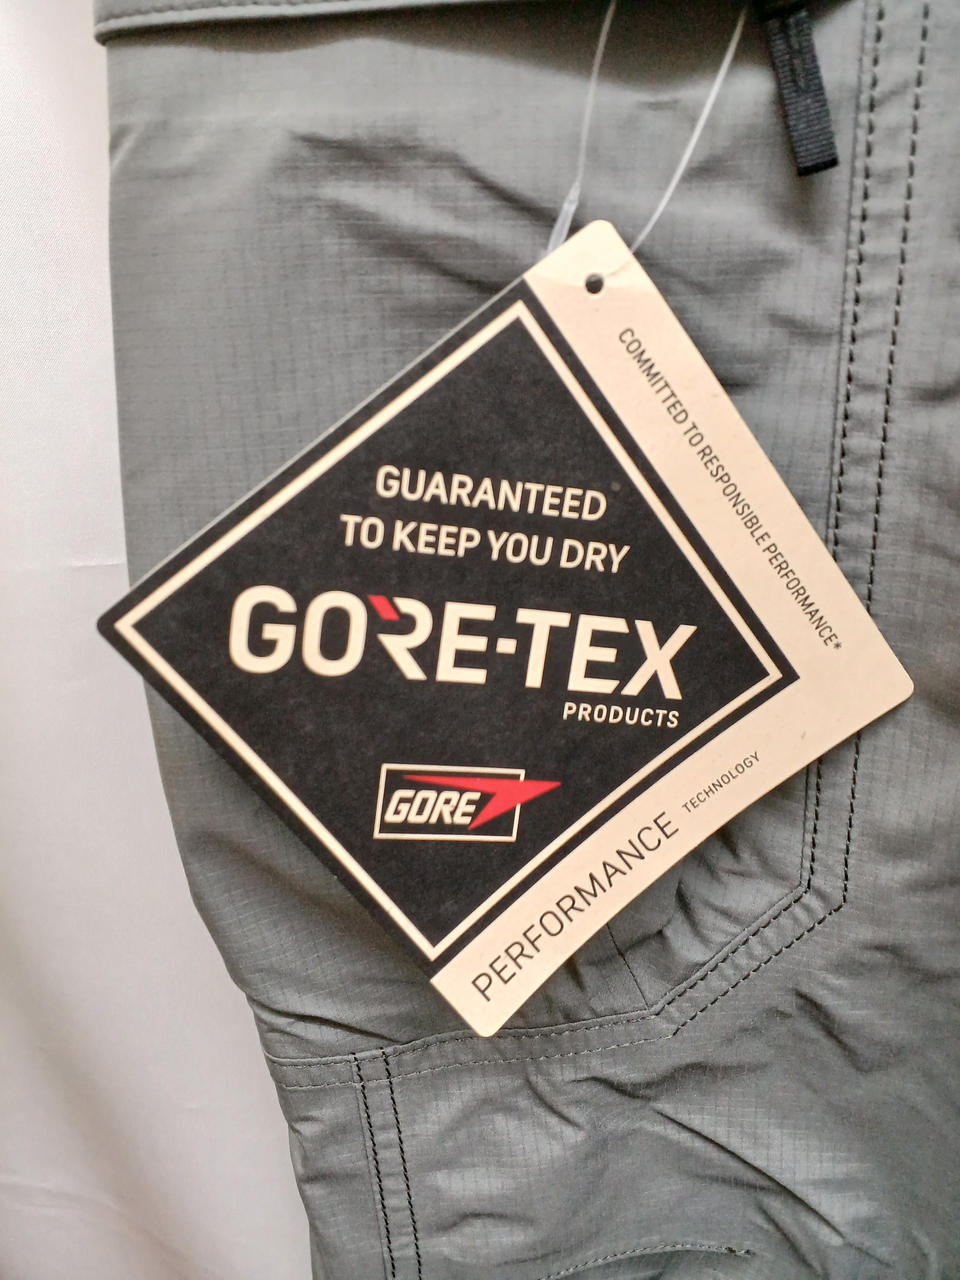 GUARANTEED
TO KEEP YOU DRY
GORE-TEX
PRODUCTS
GORE
COMMITTED TO RESPONSIBLE PERFORMANCE*
PERFORMANCE TECHNOLOGY